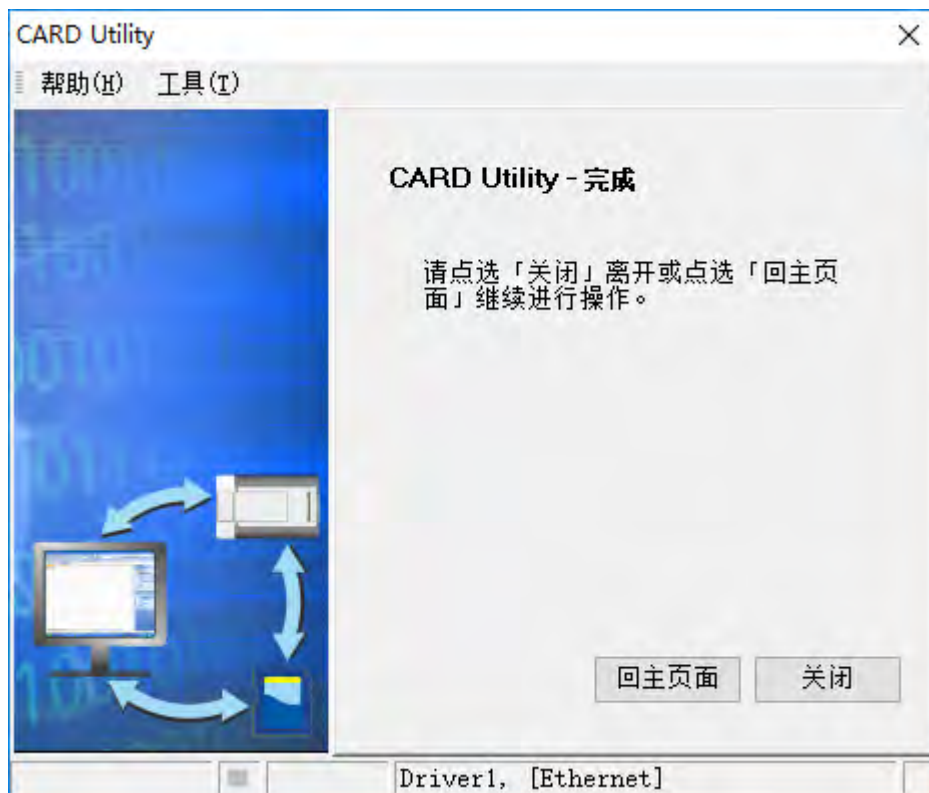 CARD Utility
帮助(H) 工具(T)
CARD Utility - 完成
请点选「关闭」离开或点选「回主页
面」继续进行操作。
回主页面 关闭
Driver1, [Ethernet]